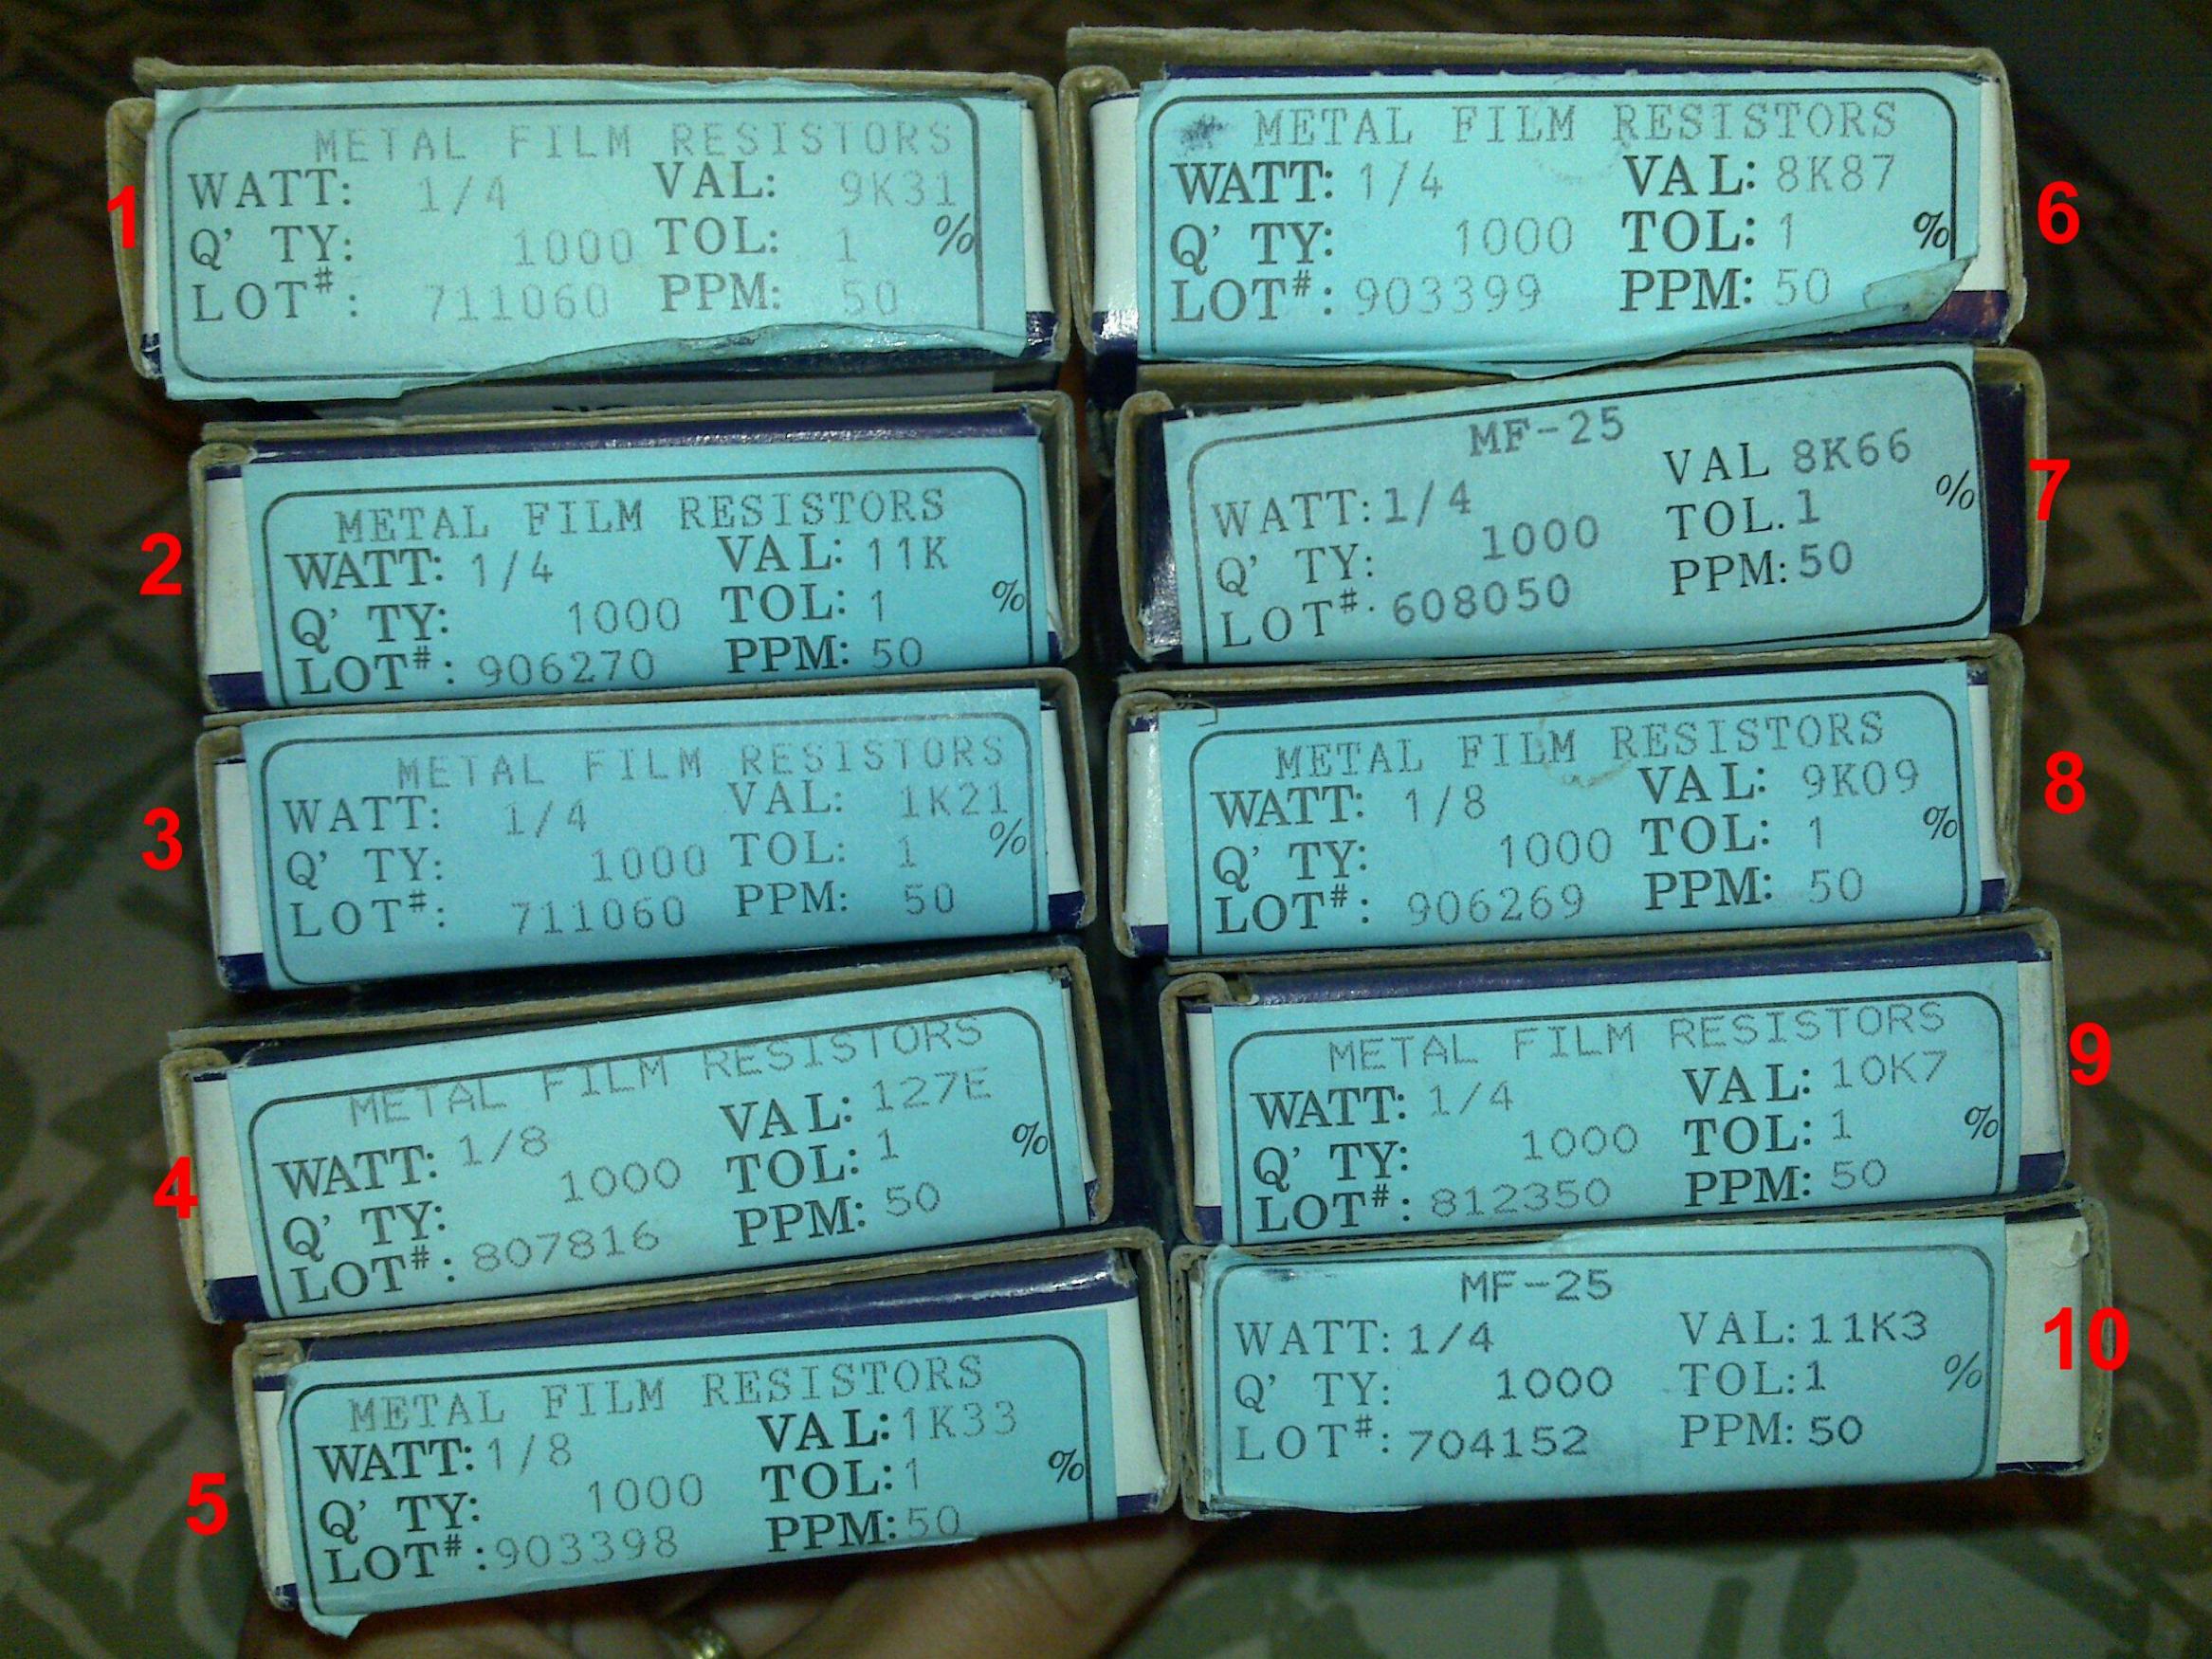 1
METAL FILM RESISTORS
WATT: 1/4 VAL: 9K31
Q' TY: 1000 TOL: 1 %
LOT#: 711060 PPM: 50
2
METAL FILM RESISTORS
WATT: 1/4 VAL: 11K
Q' TY: 1000 TOL: 1 %
LOT#: 906270 PPM: 50
3
METAL FILM RESISTORS
WATT: 1/4 VAL: 1K21
Q' TY: 1000 TOL: 1 %
LOT#: 711060 PPM: 50
4
METAL FILM RESISTORS
WATT: 1/8 VAL: 127E
Q' TY: 1000 TOL: 1 %
LOT#: 807816 PPM: 50
5
METAL FILM RESISTORS
WATT: 1/8 VAL: 1K33
Q' TY: 1000 TOL: 1 %
LOT#: 903398 PPM: 50
6
METAL FILM RESISTORS
WATT: 1/4 VAL: 8K87
Q' TY: 1000 TOL: 1 %
LOT#: 903399 PPM: 50
7
MF-25
WATT: 1/4 VAL 8K66
Q' TY: 1000 TOL. 1 %
LOT#. 608050 PPM: 50
8
METAL FILM RESISTORS
WATT: 1/8 VAL: 9K09
Q' TY: 1000 TOL: 1 %
LOT#: 906269 PPM: 50
9
METAL FILM RESISTORS
WATT: 1/4 VAL: 10K7
Q' TY: 1000 TOL: 1 %
LOT#: 812350 PPM: 50
10
MF-25
WATT: 1/4 VAL: 11K3
Q' TY: 1000 TOL: 1 %
LOT#: 704152 PPM: 50